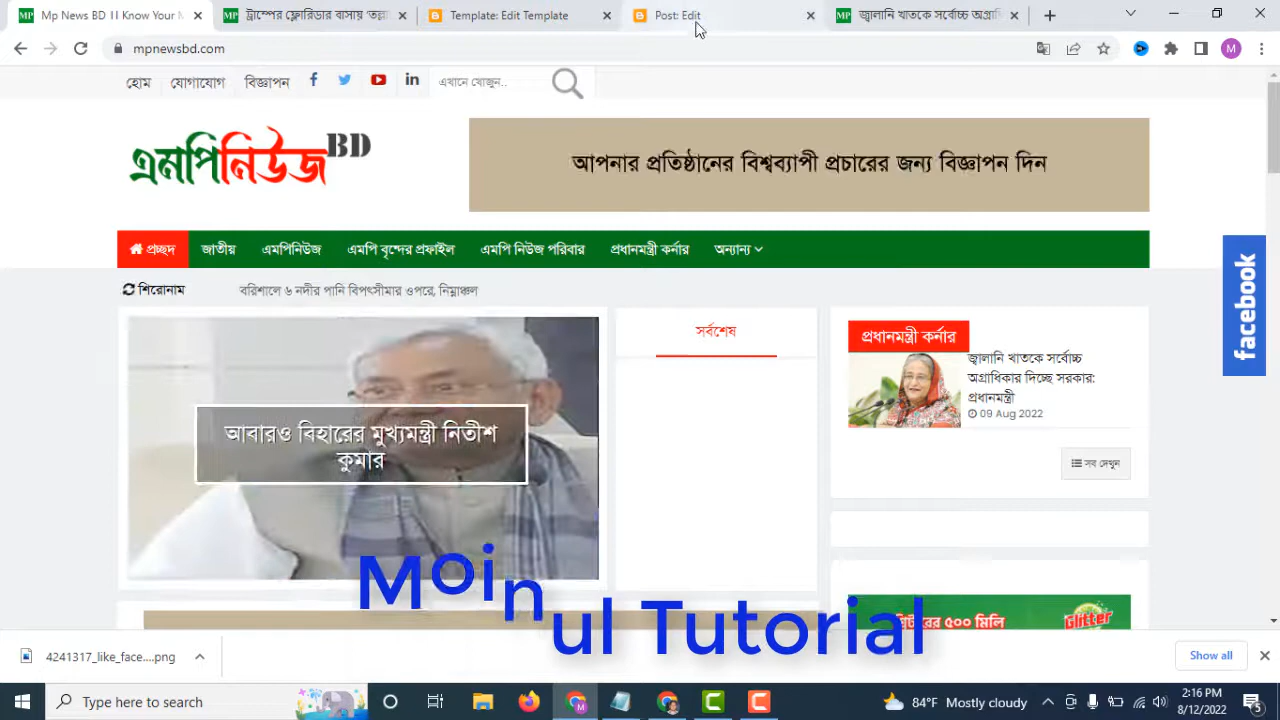 Mp News BD II Know Your M
ট্রাম্পের ফ্লোরিডার বাসায় 'তল্লা
Template: Edit Template
Post: Edit
জ্বালানি খাতকে সর্বোচ্চ অগ্রাধি
mpnewsbd.com
M
হোম যোগাযোগ বিজ্ঞাপন
এখানে খোজুন..
এমপিনিউজBD
আপনার প্রতিষ্ঠানের বিশ্বব্যাপী প্রচারের জন্য বিজ্ঞাপন দিন
প্রচ্ছদ জাতীয় এমপিনিউজ এমপি বৃন্দের প্রফাইল এমপি নিউজ পরিবার প্রধানমন্ত্রী কর্নার অন্যান্য
শিরোনাম বরিশালে ৬ নদীর পানি বিপৎসীমার ওপরে, নিম্নাঞ্চল
facebook
আবারও বিহারের মুখ্যমন্ত্রী নিতীশ
কুমার
সর্বশেষ
প্রধানমন্ত্রী কর্নার
জ্বালানি খাতকে সর্বোচ্চ
অগ্রাধিকার দিচ্ছে সরকার:
প্রধানমন্ত্রী
09 Aug 2022
সব দেখুন
Moinul Tutorial
৫০০ মিলি
Glitter
4241317_like_face....png
Show all
Type here to search
84°F Mostly cloudy
2:16 PM
8/12/2022
5